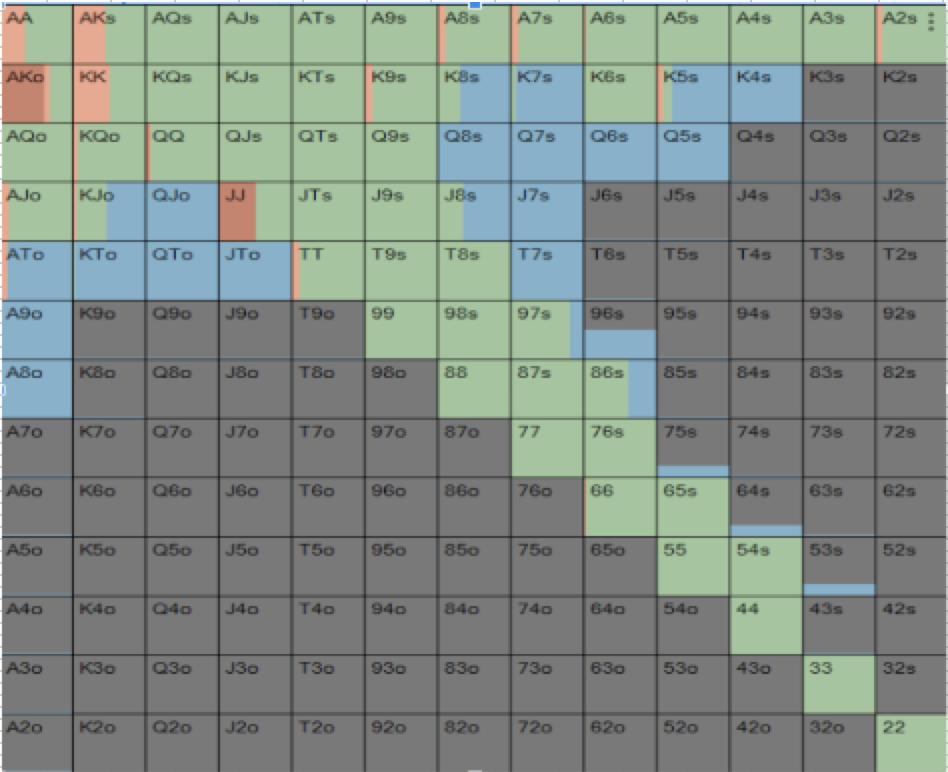 AA AKs AQs AJs ATs A9s A8s A7s A6s A5s A4s A3s A2s
AKo KK KQs KJs KTs K9s K8s K7s K6s K5s K4s K3s K2s
AQo KQo QQ QJs QTs Q9s Q8s Q7s Q6s Q5s Q4s Q3s Q2s
AJo KJo QJo JJ JTs J9s J8s J7s J6s J5s J4s J3s J2s
ATo KTo QTo JTo TT T9s T8s T7s T6s T5s T4s T3s T2s
A9o K9o Q9o J9o T9o 99 98s 97s 96s 95s 94s 93s 92s
A8o K8o Q8o J8o T8o 98o 88 87s 86s 85s 84s 83s 82s
A7o K7o Q7o J7o T7o 97o 87o 77 76s 75s 74s 73s 72s
A6o K6o Q6o J6o T6o 96o 86o 76o 66 65s 64s 63s 62s
A5o K5o Q5o J5o T5o 95o 85o 75o 65o 55 54s 53s 52s
A4o K4o Q4o J4o T4o 94o 84o 74o 64o 54o 44 43s 42s
A3o K3o Q3o J3o T3o 93o 83o 73o 63o 53o 43o 33 32s
A2o K2o Q2o J2o T2o 92o 82o 72o 62o 52o 42o 32o 22